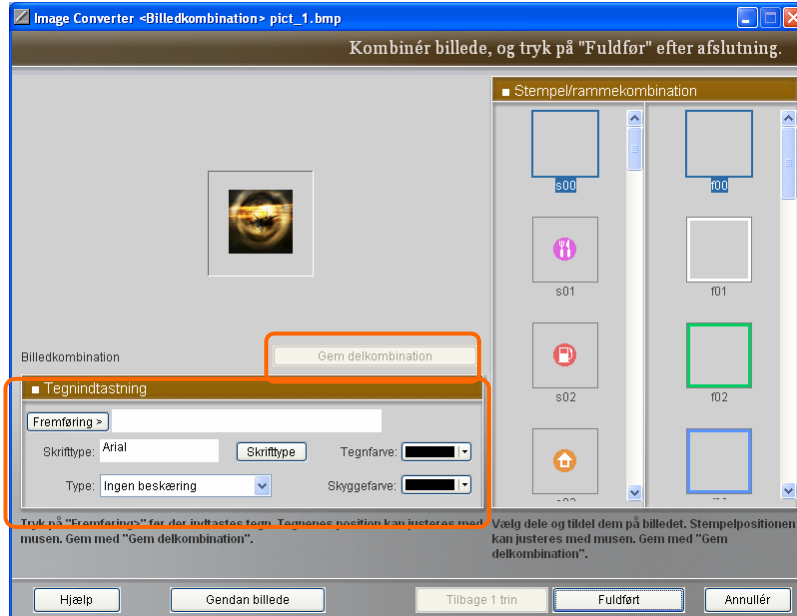 Image Converter <Billedkombination> pict_1.bmp
Kombinér billede, og tryk på "Fuldfør" efter afslutning.
■ Stempel/rammekombination
s00
f00
s01
f01
s02
f02
Billedkombination
Gem delkombination
■ Tegnindtastning
Fremføring >
Skrifttype: Arial
Skrifttype
Tegnfarve:
Type: Ingen beskæring
Skyggefarve:
Tryk på "Fremføring>" før der indtastes tegn. Tegnenes position kan justeres med
musen. Gem med "Gem delkombination".
Vælg dele og tildel dem på billedet. Stempelpositionen
kan justeres med musen. Gem med "Gem
delkombination".
Hjælp
Gendan billede
Tilbage 1 trin
Fuldført
Annullér